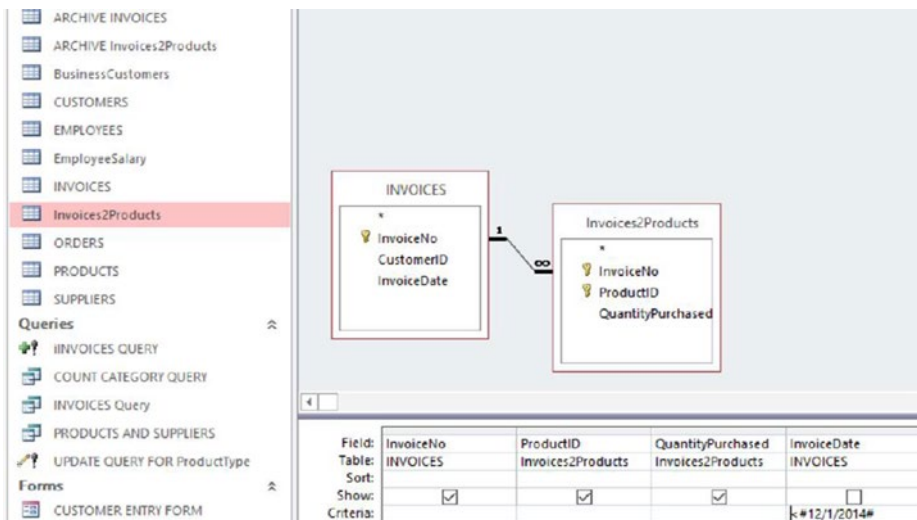 ARCHIVE INVOICES
ARCHIVE Invoices2Products
BusinessCustomers
CUSTOMERS
EMPLOYEES
EmployeeSalary
INVOICES
Invoices2Products
ORDERS
PRODUCTS
SUPPLIERS
Queries
iINVOICES QUERY
COUNT CATEGORY QUERY
INVOICES Query
PRODUCTS AND SUPPLIERS
UPDATE QUERY FOR ProductType
Forms
CUSTOMER ENTRY FORM
INVOICES
*
InvoiceNo
CustomerID
InvoiceDate
1
∞
Invoices2Products
*
InvoiceNo
ProductID
QuantityPurchased
Field: InvoiceNo ProductID QuantityPurchased InvoiceDate
Table: INVOICES Invoices2Products Invoices2Products INVOICES
Sort:
Show:
Criteria: <#12/1/2014#